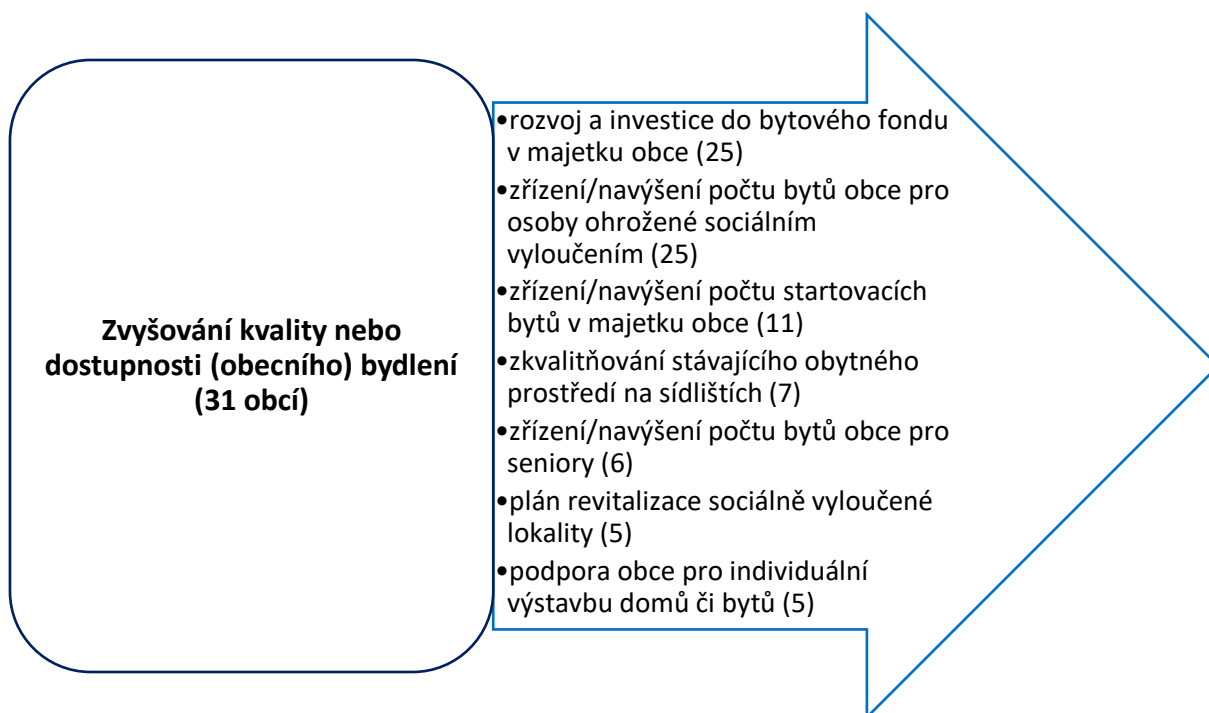 Zvyšování kvality nebo
dostupnosti (obecního) bydlení
(31 obcí)
•rozvoj a investice do bytového fondu
v majetku obce (25)
•zřízení/navýšení počtu bytů obce pro
osoby ohrožené sociálním
vyloučením (25)
•zřízení/navýšení počtu startovacích
bytů v majetku obce (11)
•zkvalitňování stávajícího obytného
prostředí na sídlištích (7)
•zřízení/navýšení počtu bytů obce pro
seniory (6)
•plán revitalizace sociálně vyloučené
lokality (5)
•podpora obce pro individuální
výstavbu domů či bytů (5)